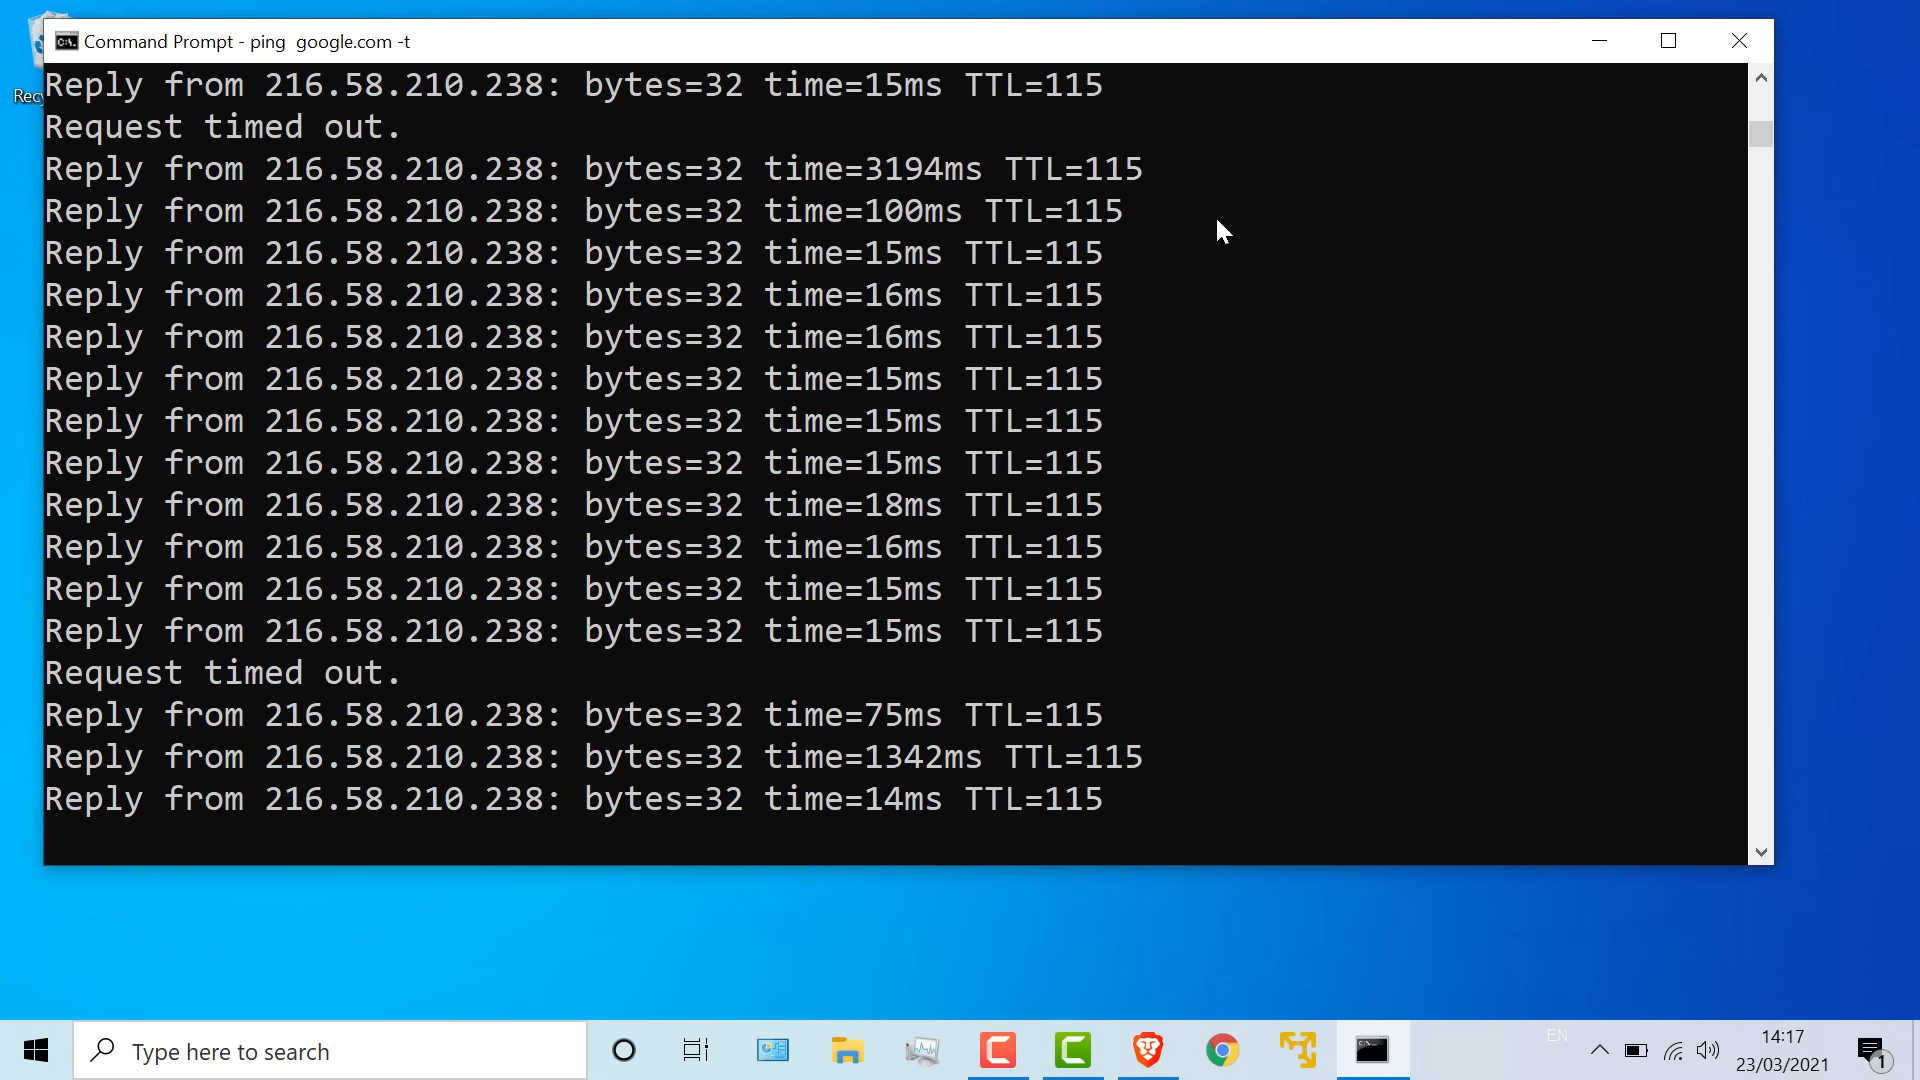 Command Prompt - ping  google.com -t
Recy
Reply from 216.58.210.238: bytes=32 time=15ms TTL=115
Request timed out.
Reply from 216.58.210.238: bytes=32 time=3194ms TTL=115
Reply from 216.58.210.238: bytes=32 time=100ms TTL=115
Reply from 216.58.210.238: bytes=32 time=15ms TTL=115
Reply from 216.58.210.238: bytes=32 time=16ms TTL=115
Reply from 216.58.210.238: bytes=32 time=16ms TTL=115
Reply from 216.58.210.238: bytes=32 time=15ms TTL=115
Reply from 216.58.210.238: bytes=32 time=15ms TTL=115
Reply from 216.58.210.238: bytes=32 time=15ms TTL=115
Reply from 216.58.210.238: bytes=32 time=18ms TTL=115
Reply from 216.58.210.238: bytes=32 time=16ms TTL=115
Reply from 216.58.210.238: bytes=32 time=15ms TTL=115
Reply from 216.58.210.238: bytes=32 time=15ms TTL=115
Request timed out.
Reply from 216.58.210.238: bytes=32 time=75ms TTL=115
Reply from 216.58.210.238: bytes=32 time=1342ms TTL=115
Reply from 216.58.210.238: bytes=32 time=14ms TTL=115
Type here to search
EN
14:17
23/03/2021
1